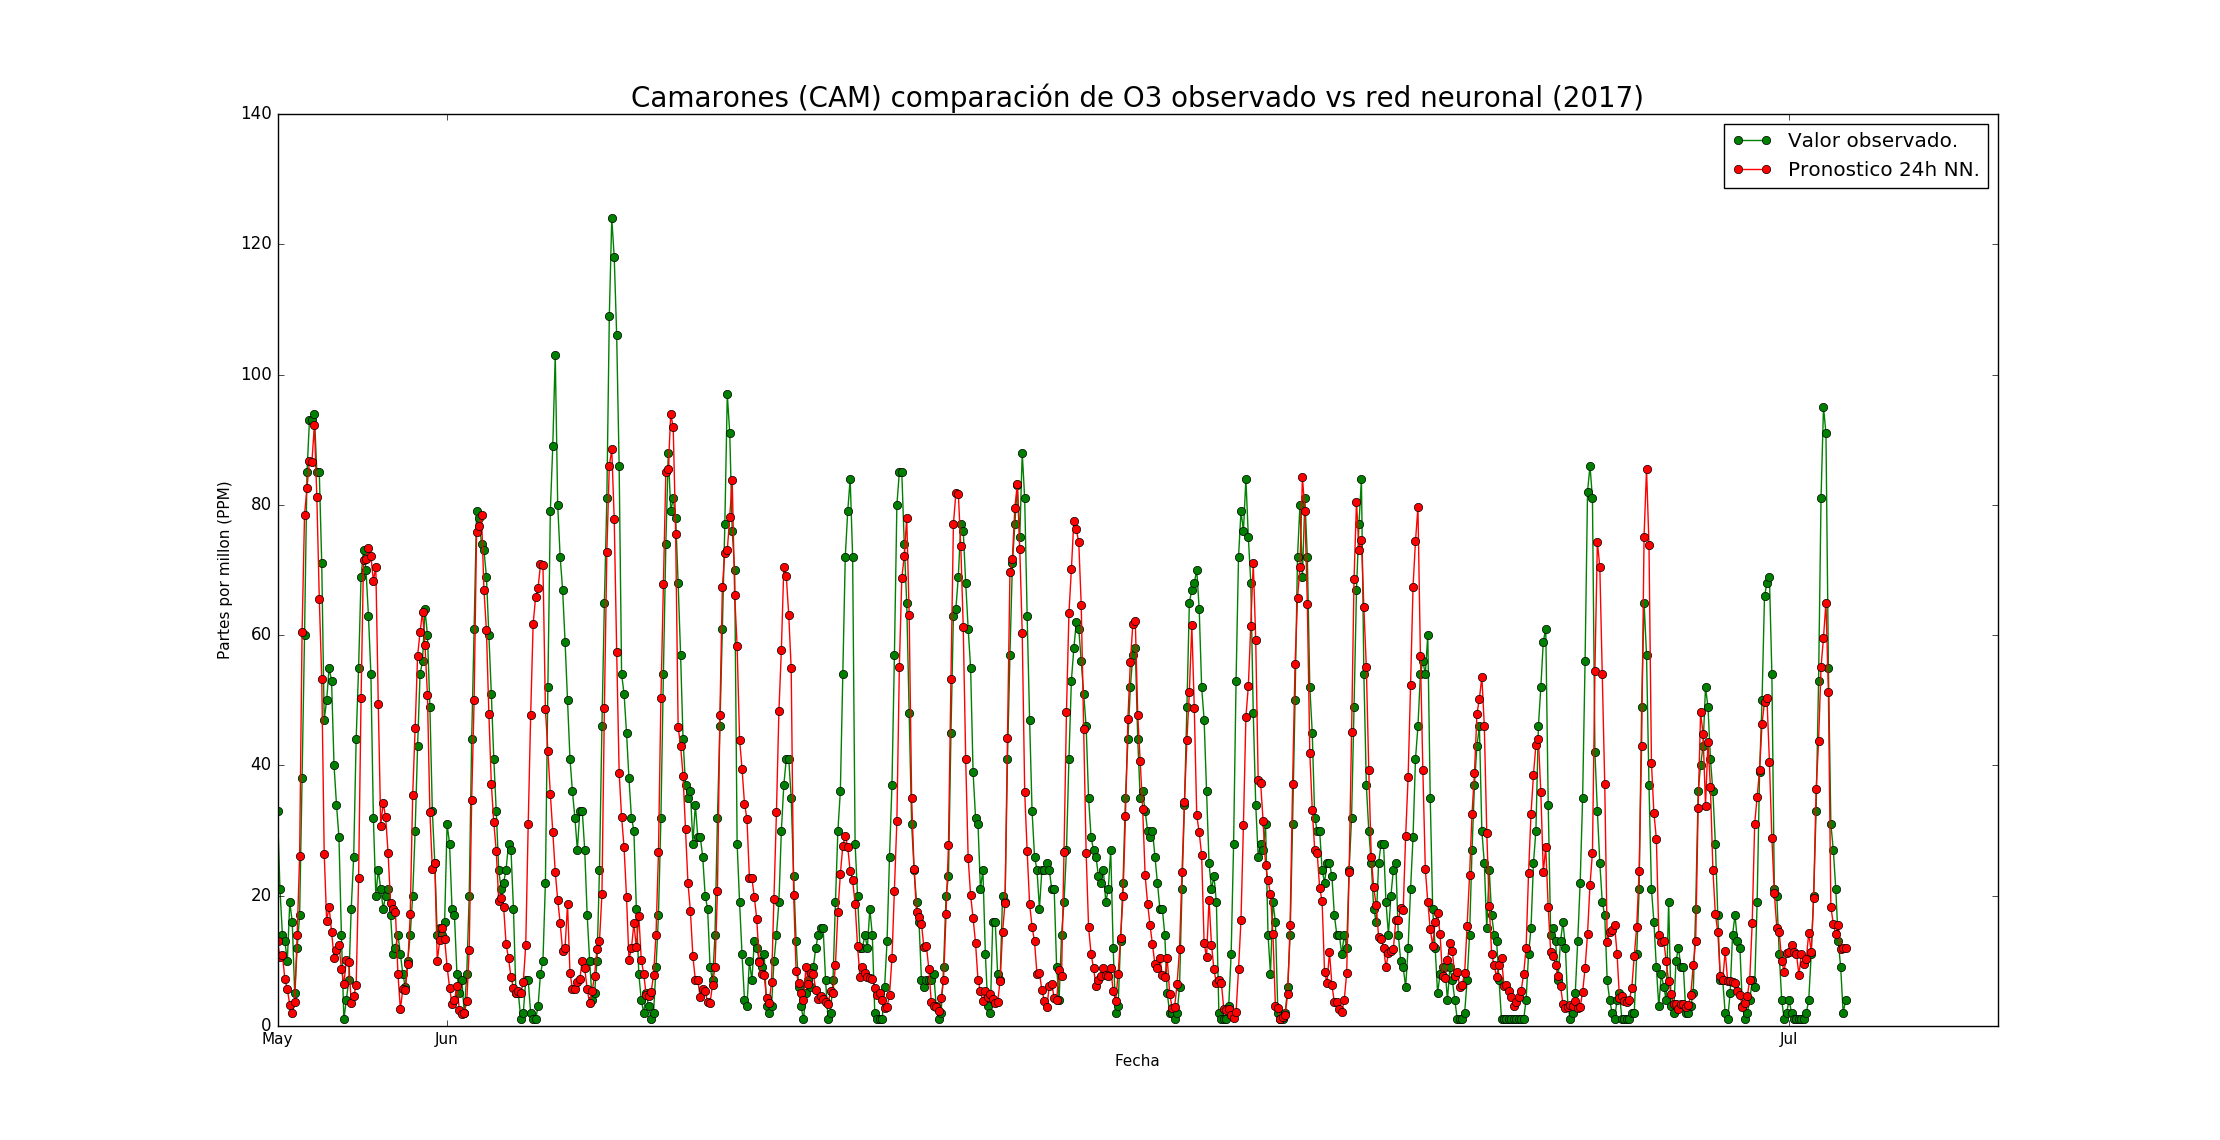 Camarones (CAM) comparación de O3 observado vs red neuronal (2017)
140
120
100
80
60
40
20
0
Partes por millon (PPM)
Valor observado.
Pronostico 24h NN.
May
Jun
Jul
Fecha